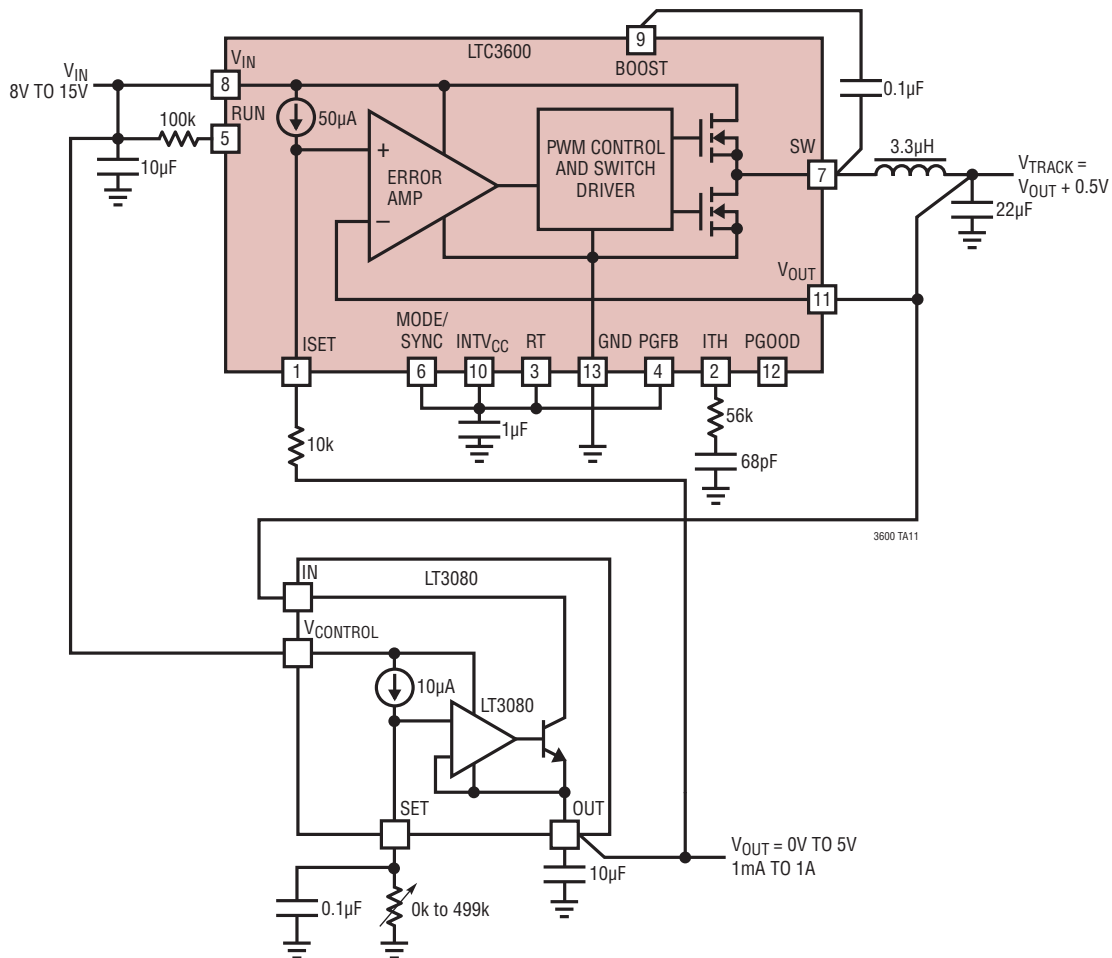 LTC3600
9
BOOST
V_IN
8V TO 15V
V_IN
8
RUN
5
100k
10µF
50µA
+
–
ERROR
AMP
PWM CONTROL
AND SWITCH
DRIVER
SW
7
0.1µF
3.3µH
V_TRACK =
V_OUT + 0.5V
22µF
V_OUT
11
ISET
1
MODE/
SYNC
6
INTV_CC
10
RT
3
GND
13
PGFB
4
ITH
2
PGOOD
12
10k
1µF
56k
68pF
3600 TA11
IN
LT3080
V_CONTROL
10µA
LT3080
SET
OUT
0.1µF
0k to 499k
10µF
V_OUT = 0V TO 5V
1mA TO 1A